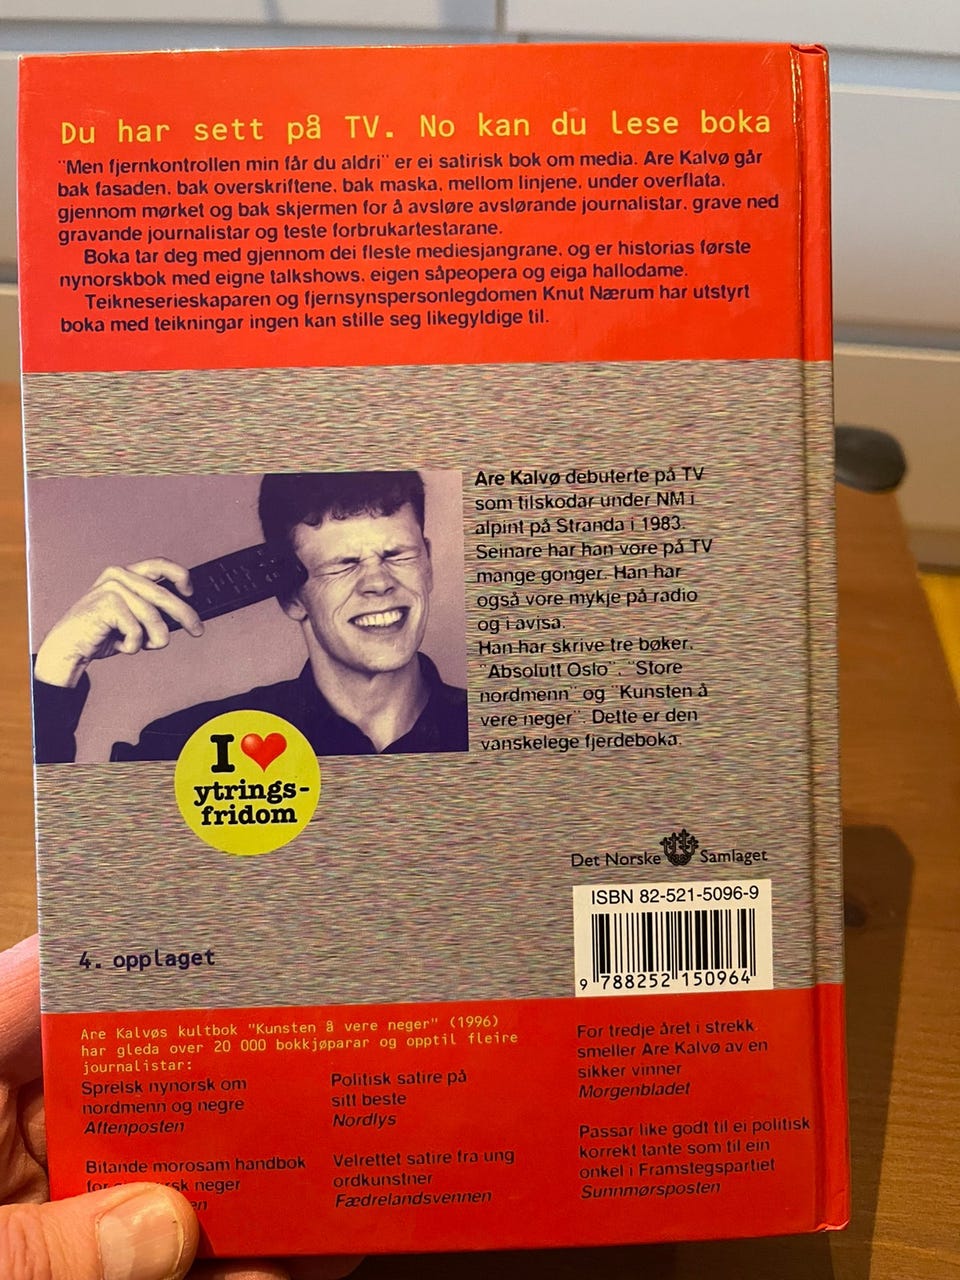 Du har sett på TV. No kan du lese boka
"Men fjernkontrollen min får du aldri" er ei satirisk bok om media. Are Kalvø går
bak fasaden, bak overskriftene, bak maska, mellom linjene, under overflata,
gjennom mørket og bak skjermen for å avsløre avslørande journalistar, grave ned
gravande journalistar og teste forbrukartestarane.
Boka tar deg med gjennom dei fleste mediesjangrane, og er historias første
nynorskbok med eigne talkshows, eigen såpeopera og eiga hallodame.
Teikneserieskaparen og fjernsynspersonlegdomen Knut Nærum har utstyrt
boka med teikningar ingen kan stille seg likegyldige til.
Are Kalvø debuterte på TV
som tilskodar under NM i
alpint på Stranda i 1983.
Seinare har han vore på TV
mange gonger. Han har
også vore mykje på radio
og i avisa.
Han har skrive tre bøker,
"Absolutt Oslo", "Store
nordmenn" og "Kunsten å
vere neger". Dette er den
vanskelege fjerdeboka.
I ❤
ytrings-
fridom
Det Norske Samlaget
ISBN 82-521-5096-9
9 788252 150964
4. opplaget
Are Kalvøs kultbok "Kunsten å vere neger" (1996)
har gleda over 20 000 bokkjøparar og opptil fleire
journalistar:
Sprelsk nynorsk om
nordmenn og negre
Aftenposten
Bitande morosam handbok
neger
Politisk satire på
sitt beste
Nordlys
Velrettet satire fra ung
ordkunstner
Fædrelandsvennen
For tredje året i strekk
smeller Are Kalvø av en
sikker vinner
Morgenbladet
Passar like godt til ei politisk
korrekt tante som til ein
onkel i Framstegspartiet
Sunnmørsposten